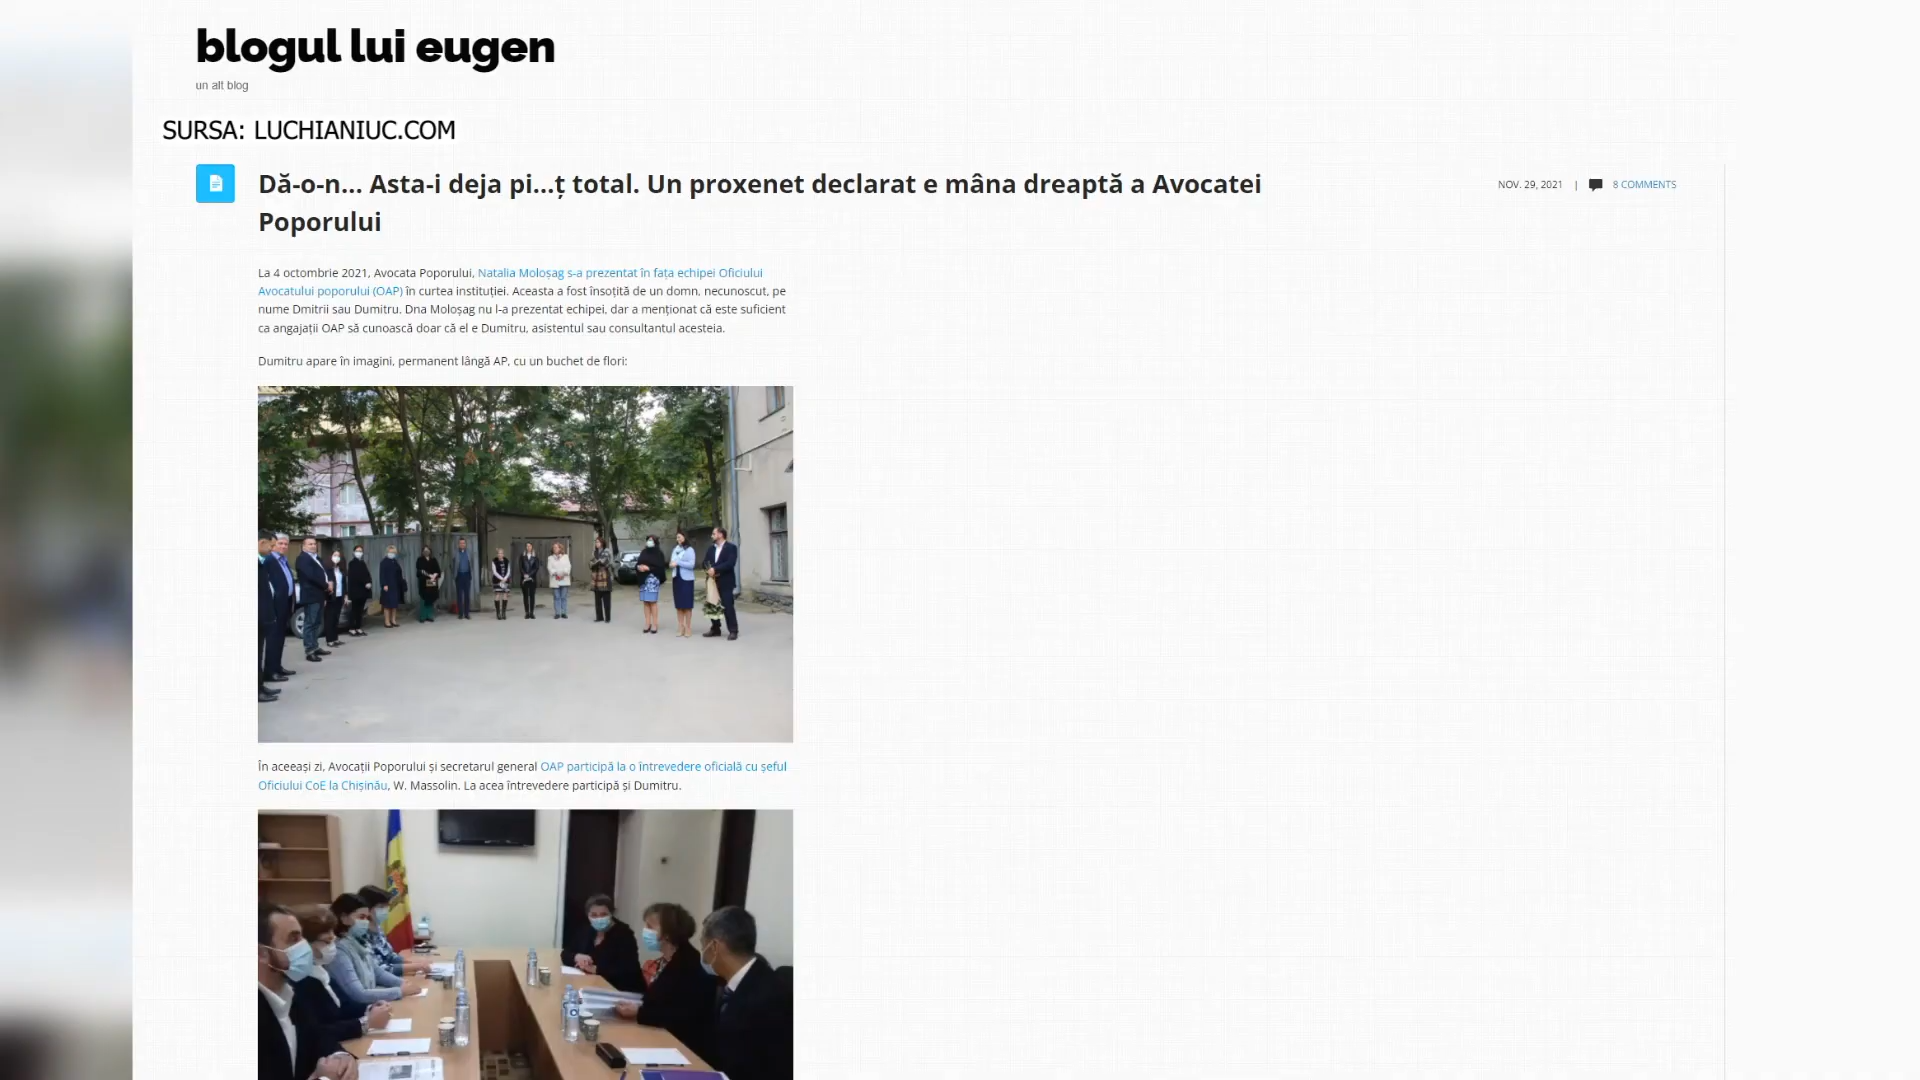 blogul lui eugen
un alt blog
SURSA: LUCHIANIUC.COM
Dă-o-n... Asta-i deja pi...ț total. Un proxenet declarat e mâna dreaptă a Avocatei
Poporului
NOV. 29, 2021 | 8 COMMENTS
La 4 octombrie 2021, Avocata Poporului, Natalia Moloșag s-a prezentat în fața echipei Oficiului
Avocatului poporului (OAP) în curtea instituției. Aceasta a fost însoțită de un domn, necunoscut, pe
nume Dmitrii sau Dumitru. Dna Moloșag nu l-a prezentat echipei, dar a menționat că este suficient
ca angajații OAP să cunoască doar că el e Dumitru, asistentul sau consultantul acesteia.
Dumitru apare în imagini, permanent lângă AP, cu un buchet de flori:
În aceeași zi, Avocații Poporului și secretarul general OAP participă la o întrevedere oficială cu șeful
Oficiului CoE la Chișinău, W. Massolin. La acea întrevedere participă și Dumitru.